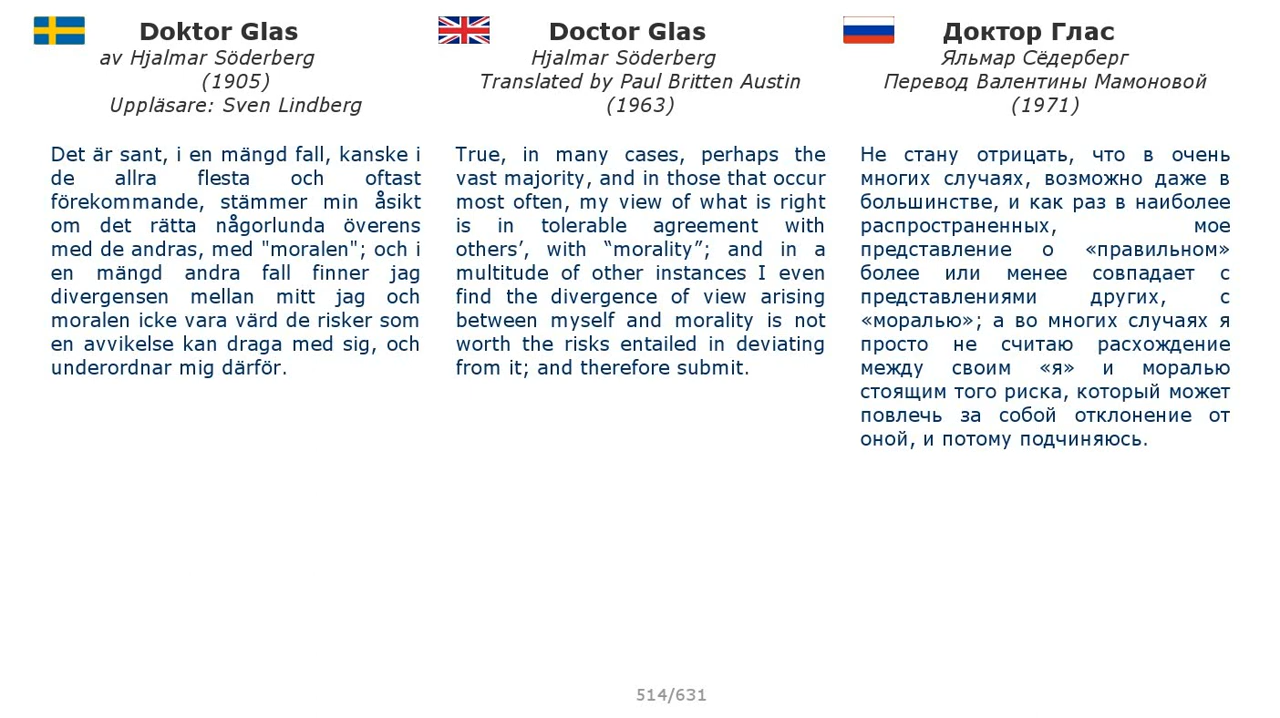 Doktor Glas
av Hjalmar Söderberg
(1905)
Uppläsare: Sven Lindberg
Det är sant, i en mängd fall, kanske i
de allra flesta och oftast
förekommande, stämmer min åsikt
om det rätta någorlunda överens
med de andras, med "moralen"; och i
en mängd andra fall finner jag
divergensen mellan mitt jag och
moralen icke vara värd de risker som
en avvikelse kan draga med sig, och
underordnar mig därför.
Doctor Glas
Hjalmar Söderberg
Translated by Paul Britten Austin
(1963)
True, in many cases, perhaps the
vast majority, and in those that occur
most often, my view of what is right
is in tolerable agreement with
others’, with “morality”; and in a
multitude of other instances I even
find the divergence of view arising
between myself and morality is not
worth the risks entailed in deviating
from it; and therefore submit.
Доктор Глас
Яльмар Сёдерберг
Перевод Валентины Мамоновой
(1971)
Не стану отрицать, что в очень
многих случаях, возможно даже в
большинстве, и как раз в наиболее
распространенных, мое
представление о «правильном»
более или менее совпадает с
представлениями других, с
«моралью»; а во многих случаях я
просто не считаю расхождение
между своим «я» и моралью
стоящим того риска, который может
повлечь за собой отклонение от
оной, и потому подчиняюсь.
514/631